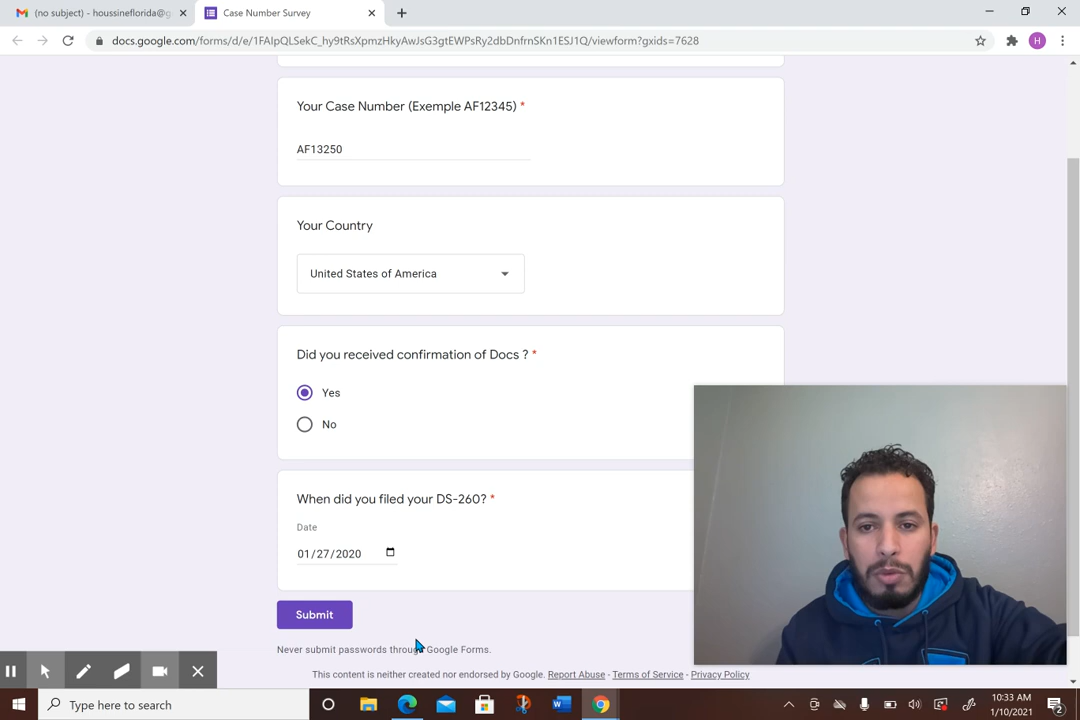 (no subject) - houssineflorida@g
Case Number Survey
docs.google.com/forms/d/e/1FAIpQLSekC_hy9tRsXpmzHkyAwJsG3gtEWPsRy2dbDnfrnSKn1ESJ1Q/viewform?gxids=7628
H
Your Case Number (Exemple AF12345) *
AF13250
Your Country
United States of America
Did you received confirmation of Docs ? *
Yes
No
When did you filed your DS-260? *
Date
01/27/2020
Submit
Never submit passwords through Google Forms.
This content is neither created nor endorsed by Google. Report Abuse - Terms of Service - Privacy Policy
Type here to search
10:33 AM
1/10/2021
2